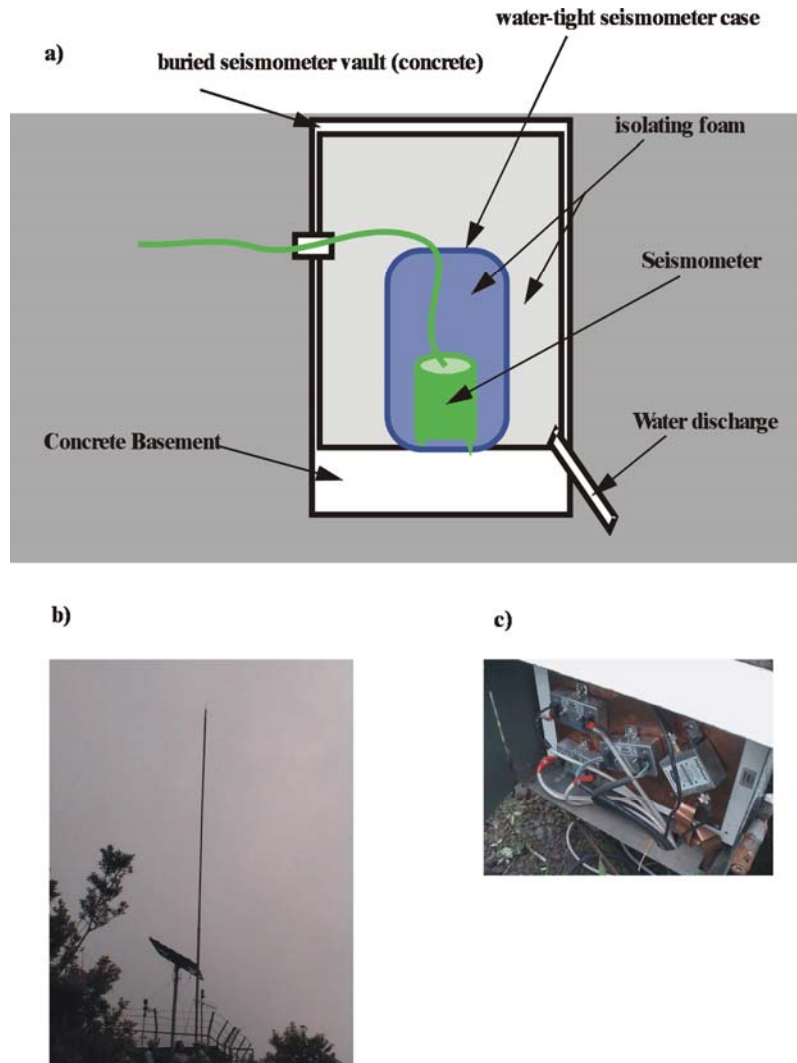 water-tight seismometer case
a)
buried seismometer vault (concrete)
isolating foam
Seismometer
Concrete Basement
Water discharge
b)
c)